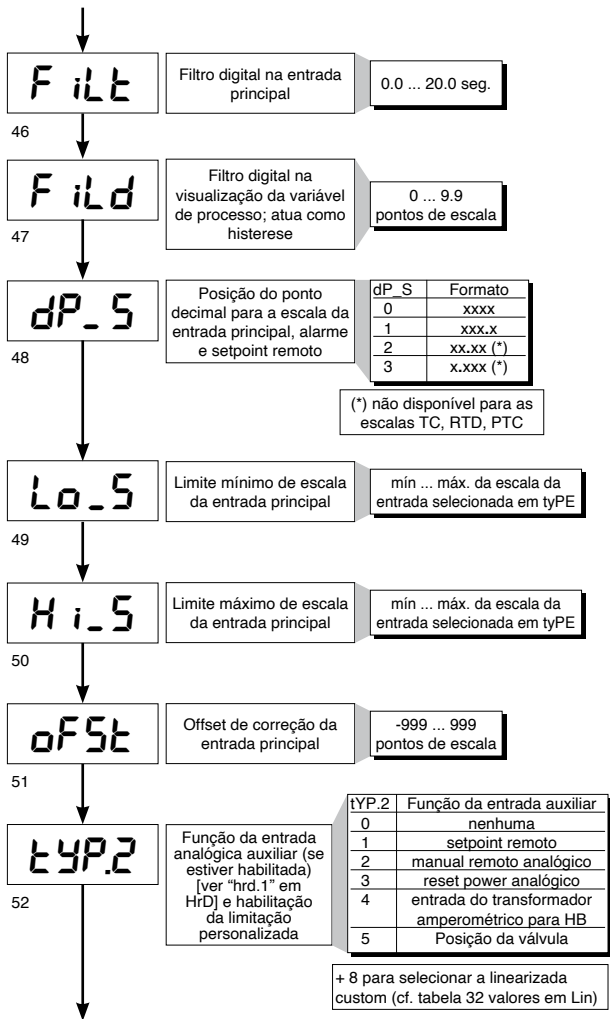 FiLt
Filtro digital na entrada
principal
0.0 ... 20.0 seg.
46
FiLd
Filtro digital na
visualização da variável
de processo; atua como
histerese
0 ... 9.9
pontos de escala
47
dP_S
Posição do ponto
decimal para a escala da
entrada principal, alarme
e setpoint remoto
dP_S Formato
0 xxxx
1 xxx.x
2 xx.xx (*)
3 x.xxx (*)
48
(*) não disponível para as
escalas TC, RTD, PTC
Lo_S
Limite mínimo de escala
da entrada principal
mín ... máx. da escala da
entrada selecionada em tyPE
49
Hi_S
Limite máximo de escala
da entrada principal
mín ... máx. da escala da
entrada selecionada em tyPE
50
oFSt
Offset de correção da
entrada principal
-999 ... 999
pontos de escala
51
tYP.2
Função da entrada
analógica auxiliar (se
estiver habilitada)
[ver “hrd.1” em
HrD] e habilitação
da limitação
personalizada
tYP.2 Função da entrada auxiliar
0 nenhuma
1 setpoint remoto
2 manual remoto analógico
3 reset power analógico
4 entrada do transformador
amperométrico para HB
5 Posição da válvula
52
+ 8 para selecionar a linearizada
custom (cf. tabela 32 valores em Lin)